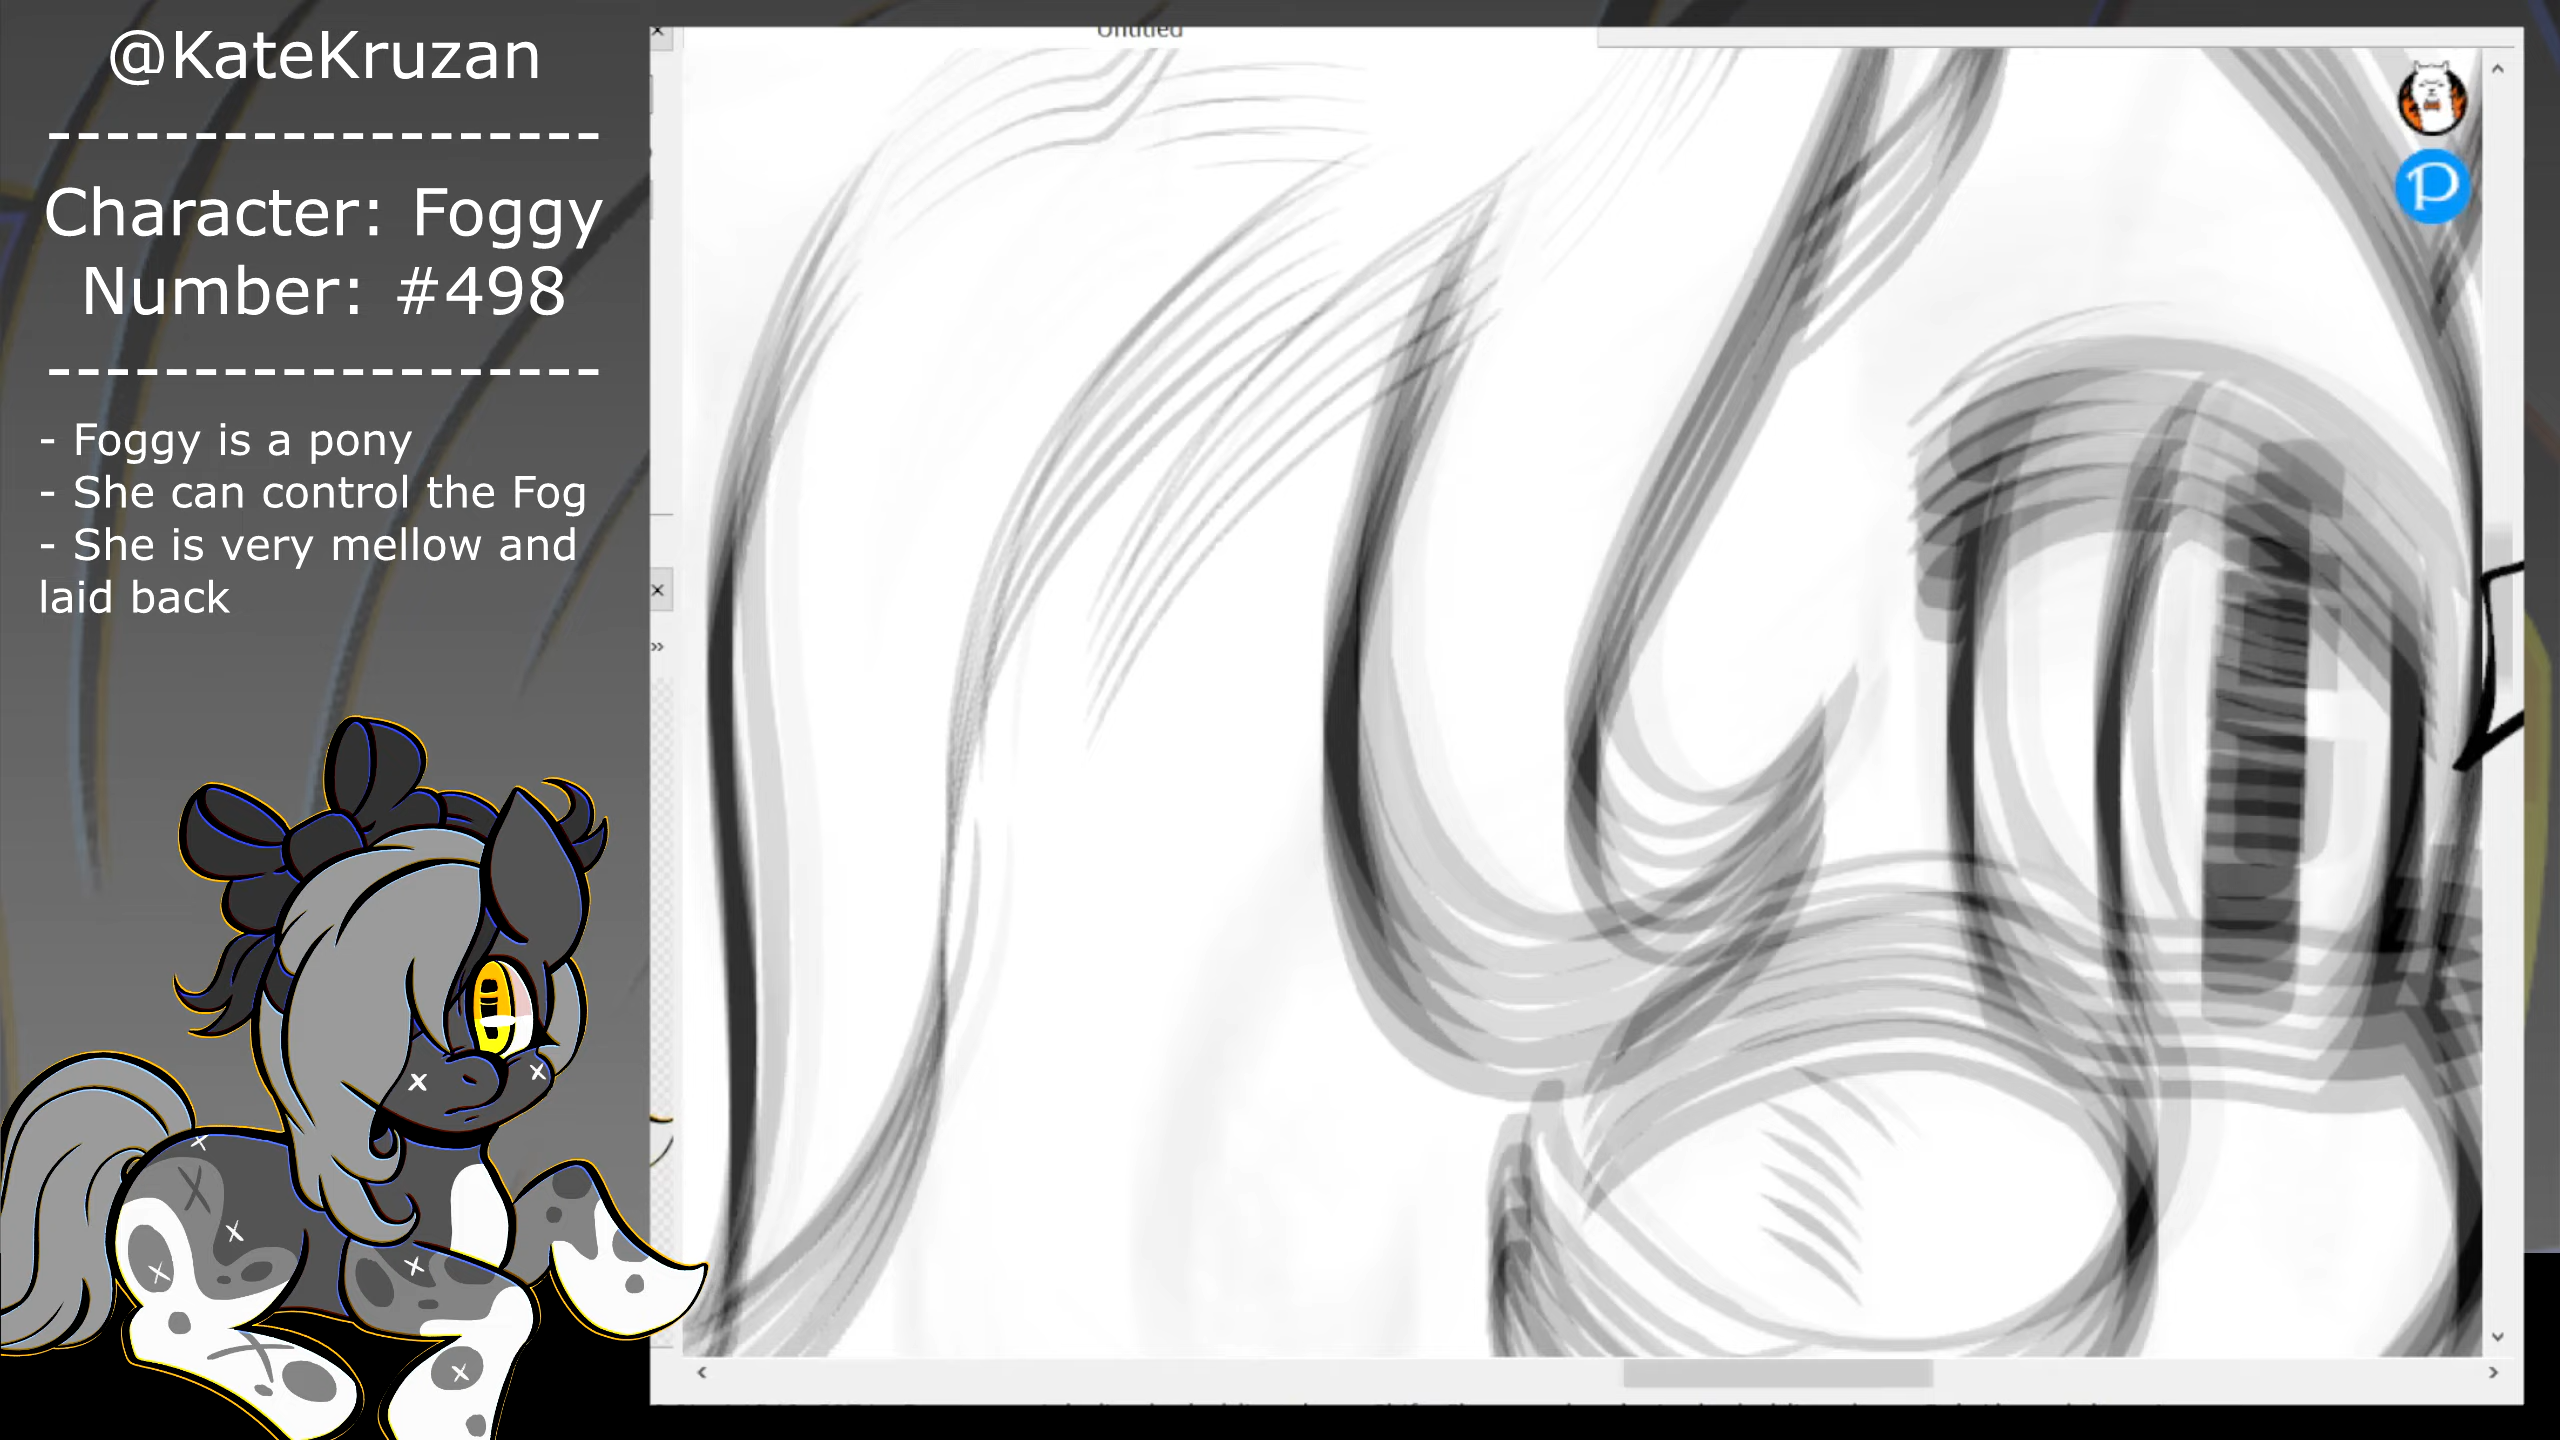 @KateKruzan
-------------------
Character: Foggy
Number: #498
-------------------
- Foggy is a pony
- She can control the Fog
- She is very mellow and
laid back
Untitled
P